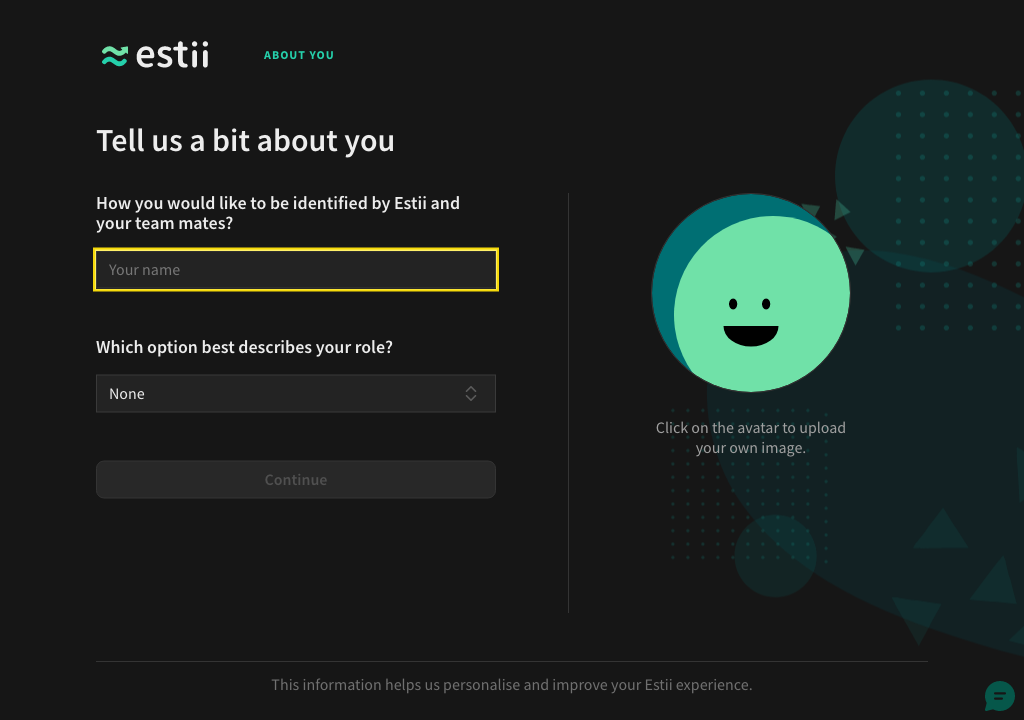 estii
ABOUT YOU
Tell us a bit about you
How you would like to be identified by Estii and
your team mates?
Your name
Which option best describes your role?
None
Continue
Click on the avatar to upload
your own image.
This information helps us personalise and improve your Estii experience.